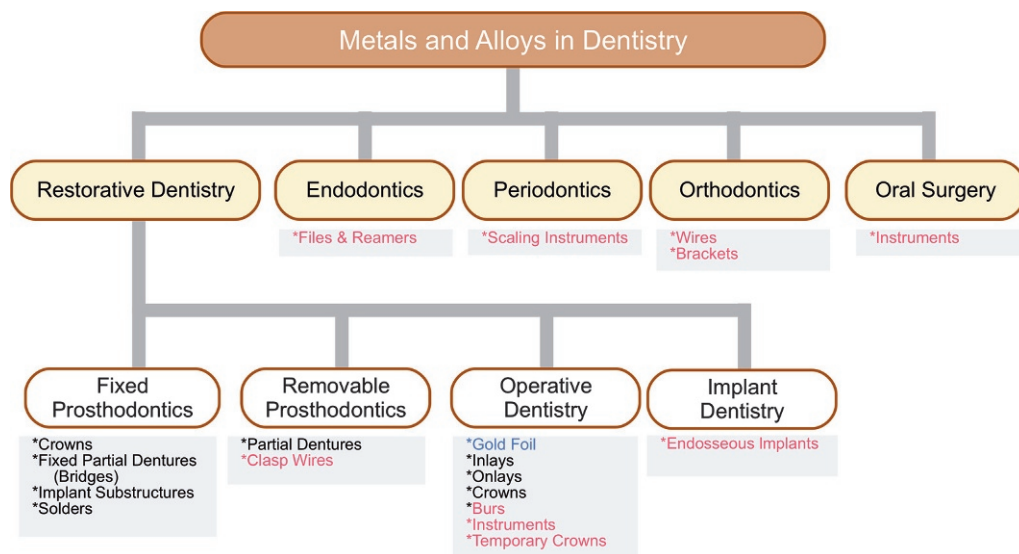 Metals and Alloys in Dentistry
Restorative Dentistry
Endodontics
Periodontics
Orthodontics
Oral Surgery
*Files & Reamers
*Scaling Instruments
*Wires
*Brackets
*Instruments
Fixed
Prosthodontics
Removable
Prosthodontics
Operative
Dentistry
Implant
Dentistry
*Crowns
*Fixed Partial Dentures
(Bridges)
*Implant Substructures
*Solders
*Partial Dentures
*Clasp Wires
*Gold Foil
*Inlays
*Onlays
*Crowns
*Burs
*Instruments
*Temporary Crowns
*Endosseous Implants